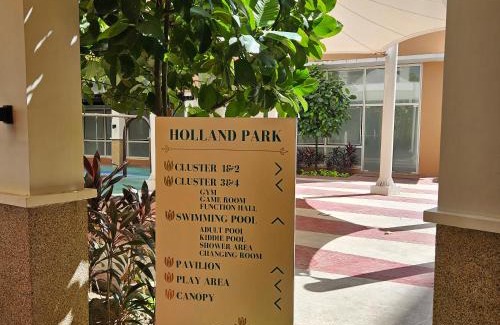 HOLLAND PARK
CLUSTER 1&2 >
CLUSTER 3&4 <
GYM
GAME ROOM
FUNCTION HALL
SWIMMING POOL ^
ADULT POOL
KIDDIE POOL
SHOWER AREA
CHANGING ROOM
PAVILION ^
PLAY AREA <
CANOPY <